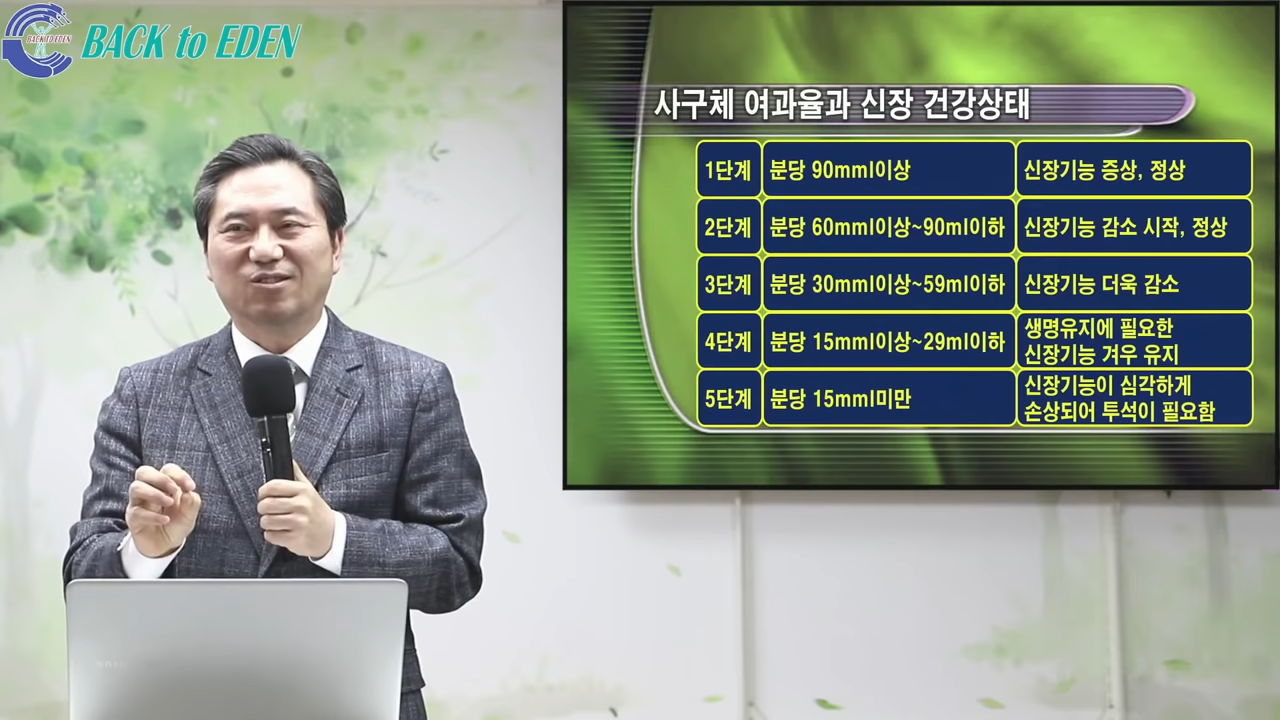 BACK to EDEN
BACK TO EDEN
사구체 여과율과 신장 건강상태
1단계 분당 90mml이상 신장기능 증상, 정상
2단계 분당 60mml이상~90ml이하 신장기능 감소 시작, 정상
3단계 분당 30mml이상~59ml이하 신장기능 더욱 감소
4단계 분당 15mml이상~29ml이하 생명유지에 필요한
신장기능 겨우 유지
5단계 분당 15mml미만 신장기능이 심각하게
손상되어 투석이 필요함